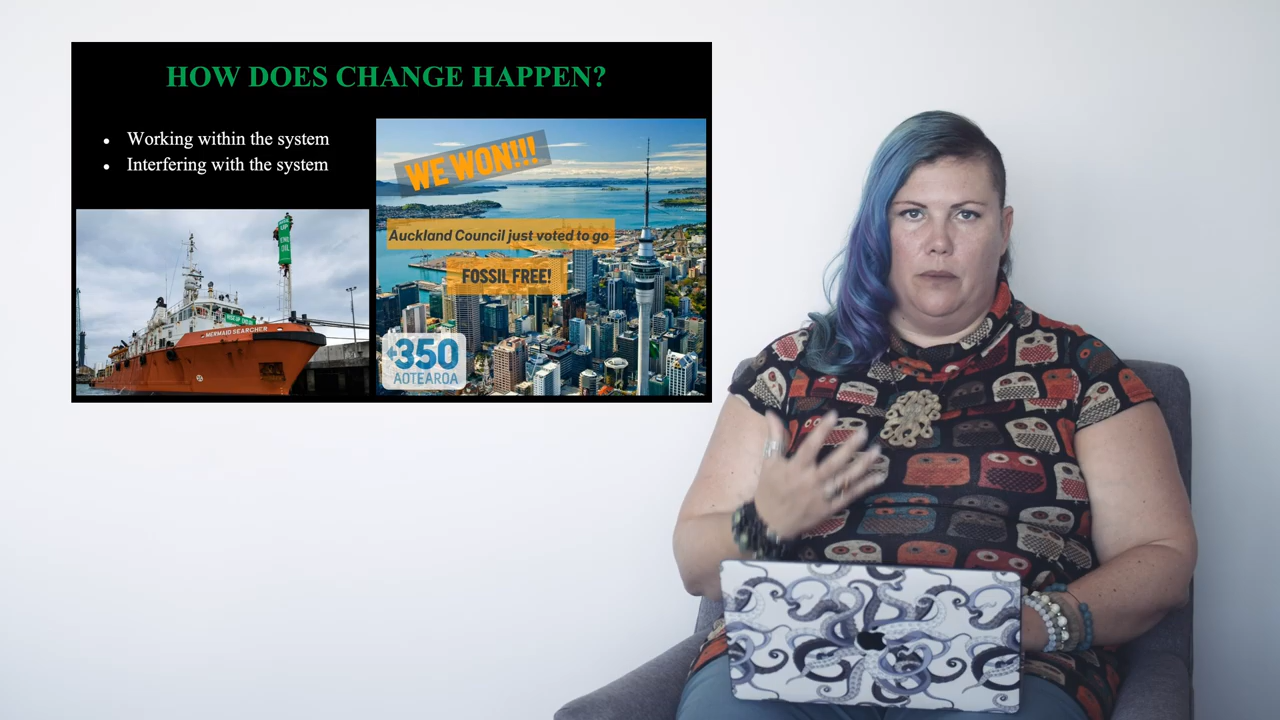 HOW DOES CHANGE HAPPEN?
Working within the system
Interfering with the system
WE WON!!!
Auckland Council just voted to go
FOSSIL FREE!
350
AOTEAROA
MERMAID SEARCHER